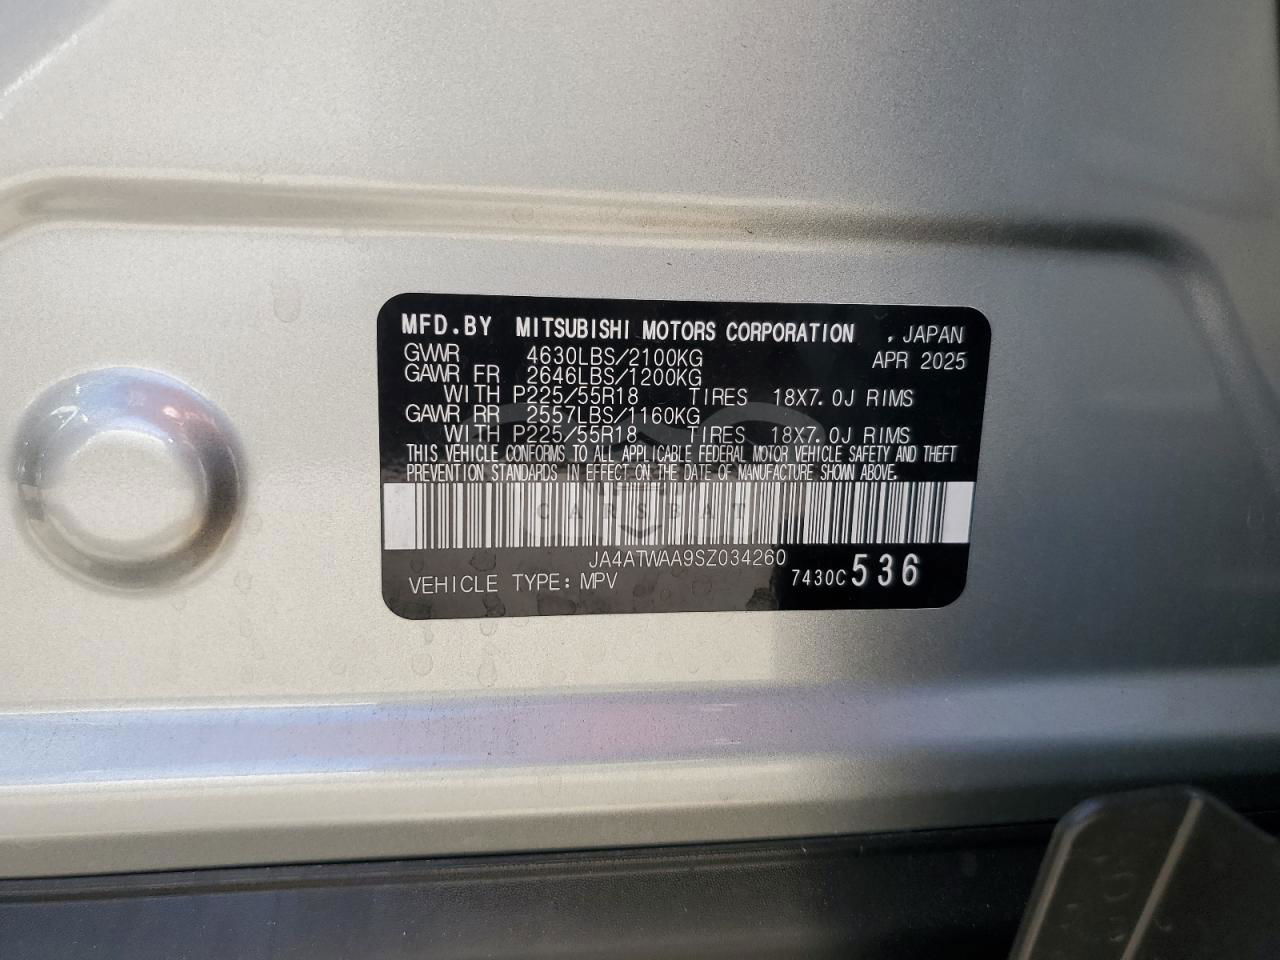 MFD.BY MITSUBISHI MOTORS CORPORATION , JAPAN
GVWR 4630LBS/2100KG APR 2025
GAWR FR 2646LBS/1200KG
WITH P225/55R18 TIRES 18X7.0J RIMS
GAWR RR 2557LBS/1160KG
WITH P225/55R18 TIRES 18X7.0J RIMS
THIS VEHICLE CONFORMS TO ALL APPLICABLE FEDERAL MOTOR VEHICLE SAFETY AND THEFT
PREVENTION STANDARDS IN EFFECT ON THE DATE OF MANUFACTURE SHOWN ABOVE.
CARSBAT
JA4ATWAA9SZ034260
VEHICLE TYPE: MPV 7430C 536